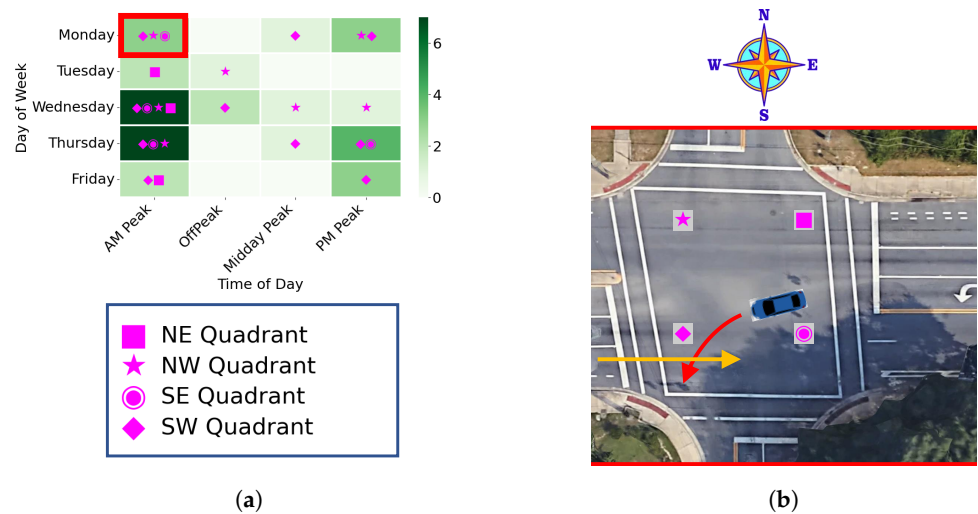 Day of Week
Monday
Tuesday
Wednesday
Thursday
Friday
6
4
2
0
AM Peak
OffPeak
Midday Peak
PM Peak
Time of Day
NE Quadrant
NW Quadrant
SE Quadrant
SW Quadrant
(a)
N
W
E
S
(b)